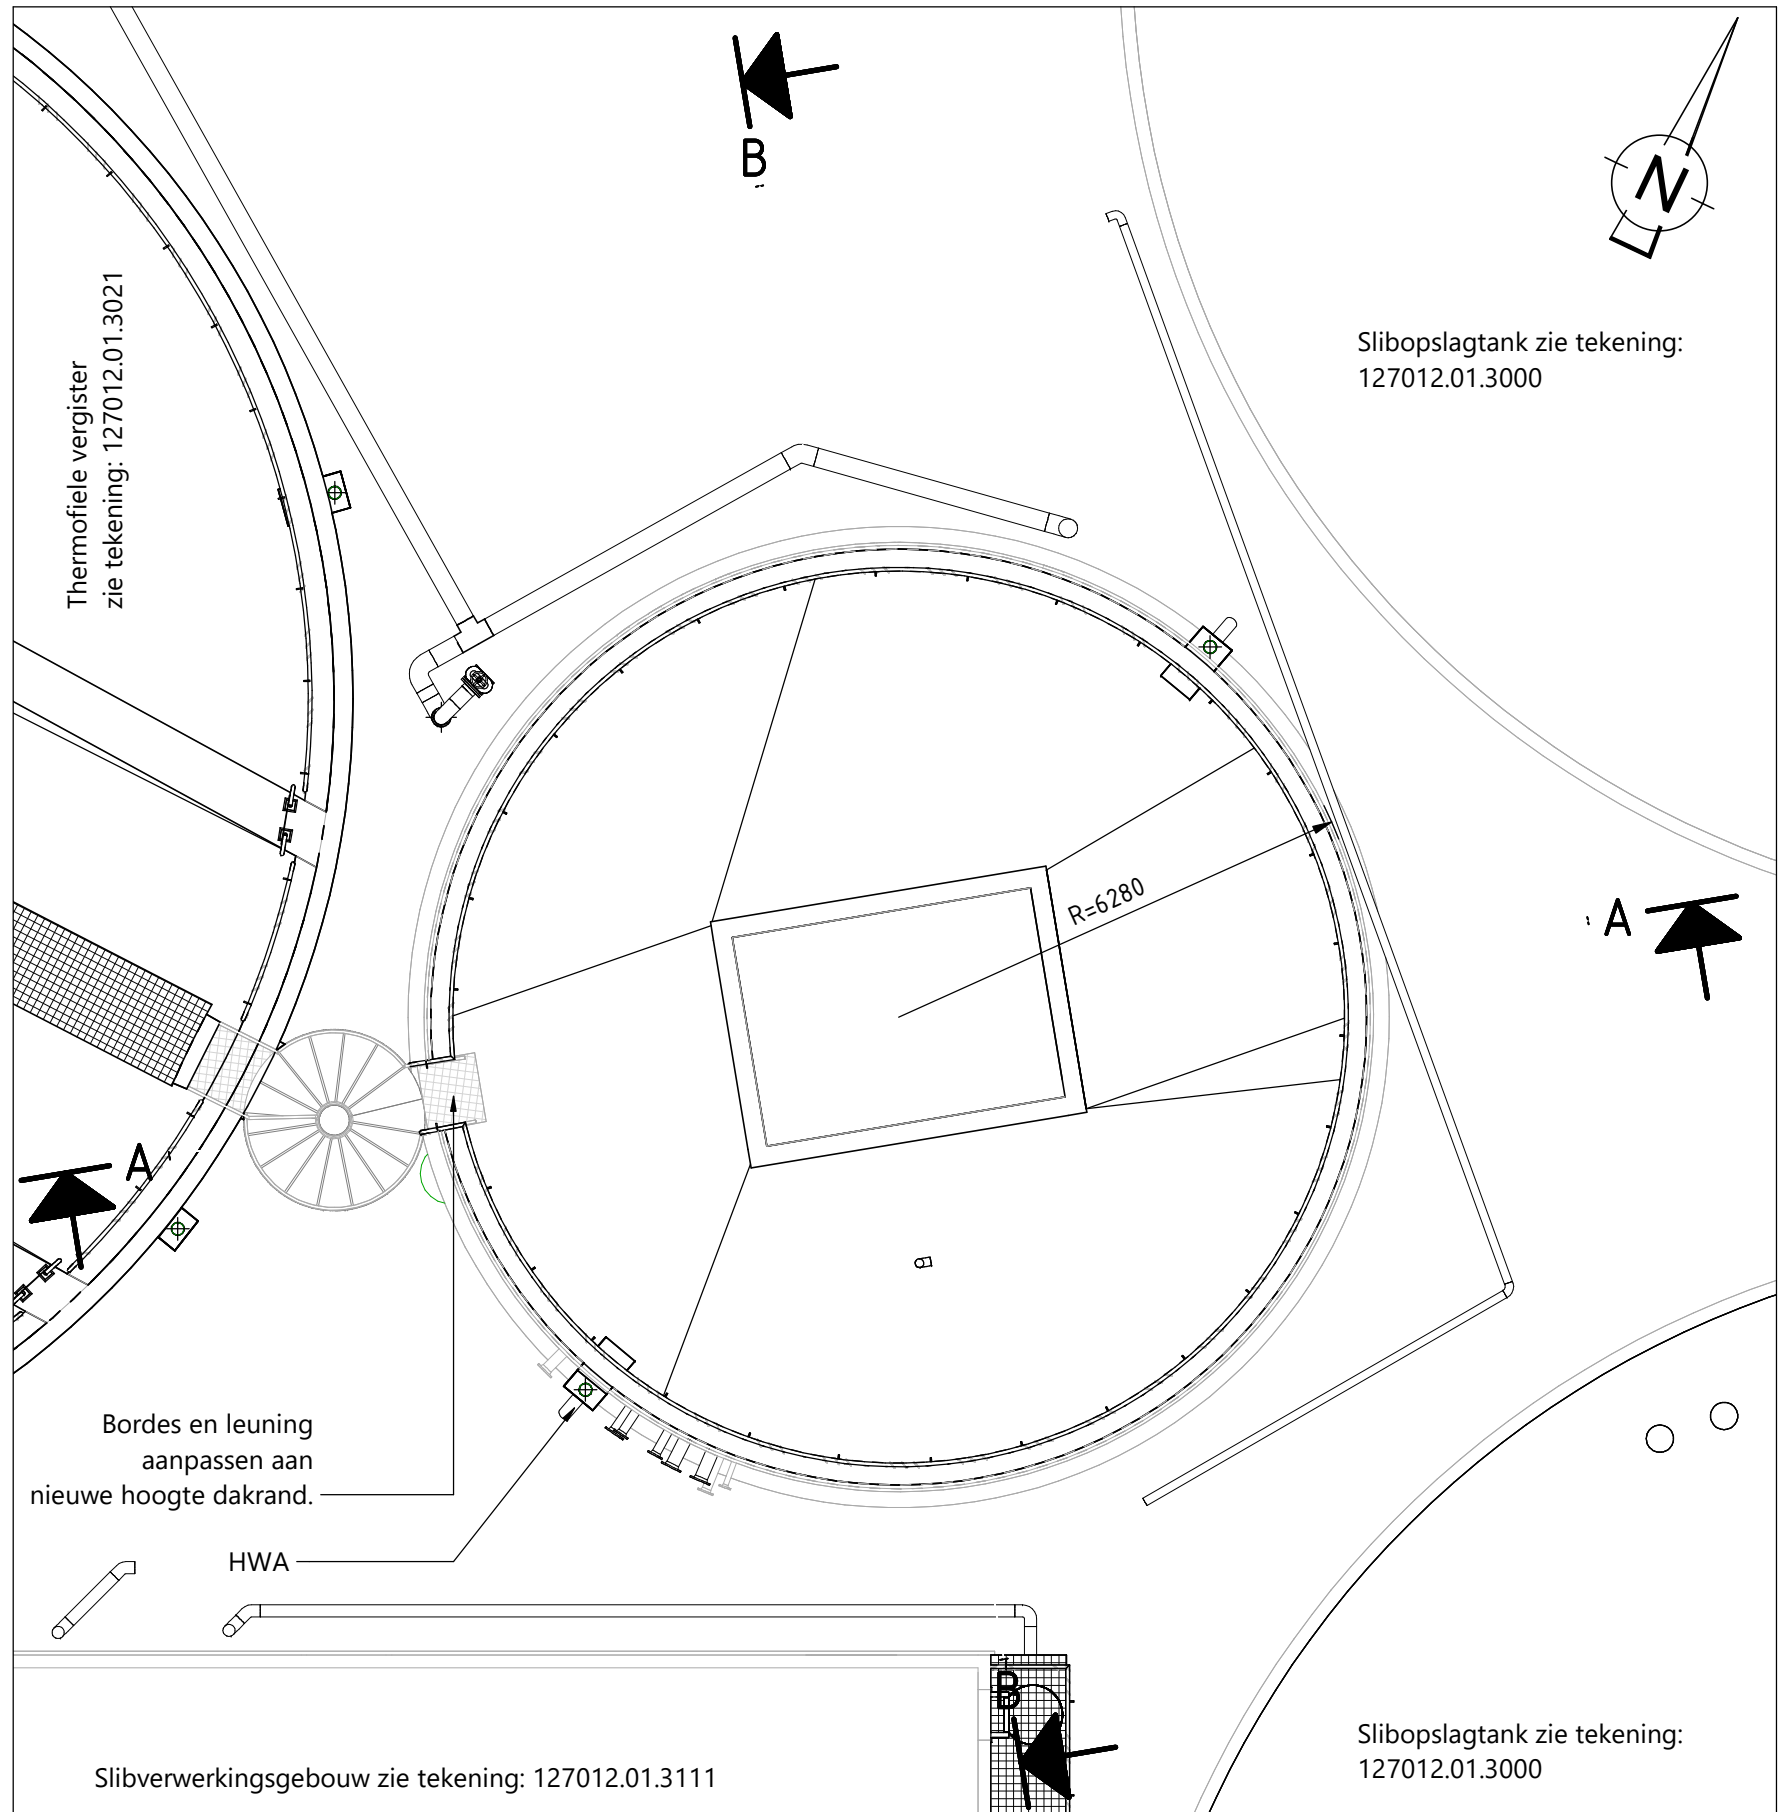 B
N
Thermofiele vergister
zie tekening: 127012.01.3021
Slibopslagtank zie tekening:
127012.01.3000
R=6280
A
A
Bordes en leuning
aanpassen aan
nieuwe hoogte dakrand.
HWA
B
Slibverwerkingsgebouw zie tekening: 127012.01.3111
Slibopslagtank zie tekening:
127012.01.3000